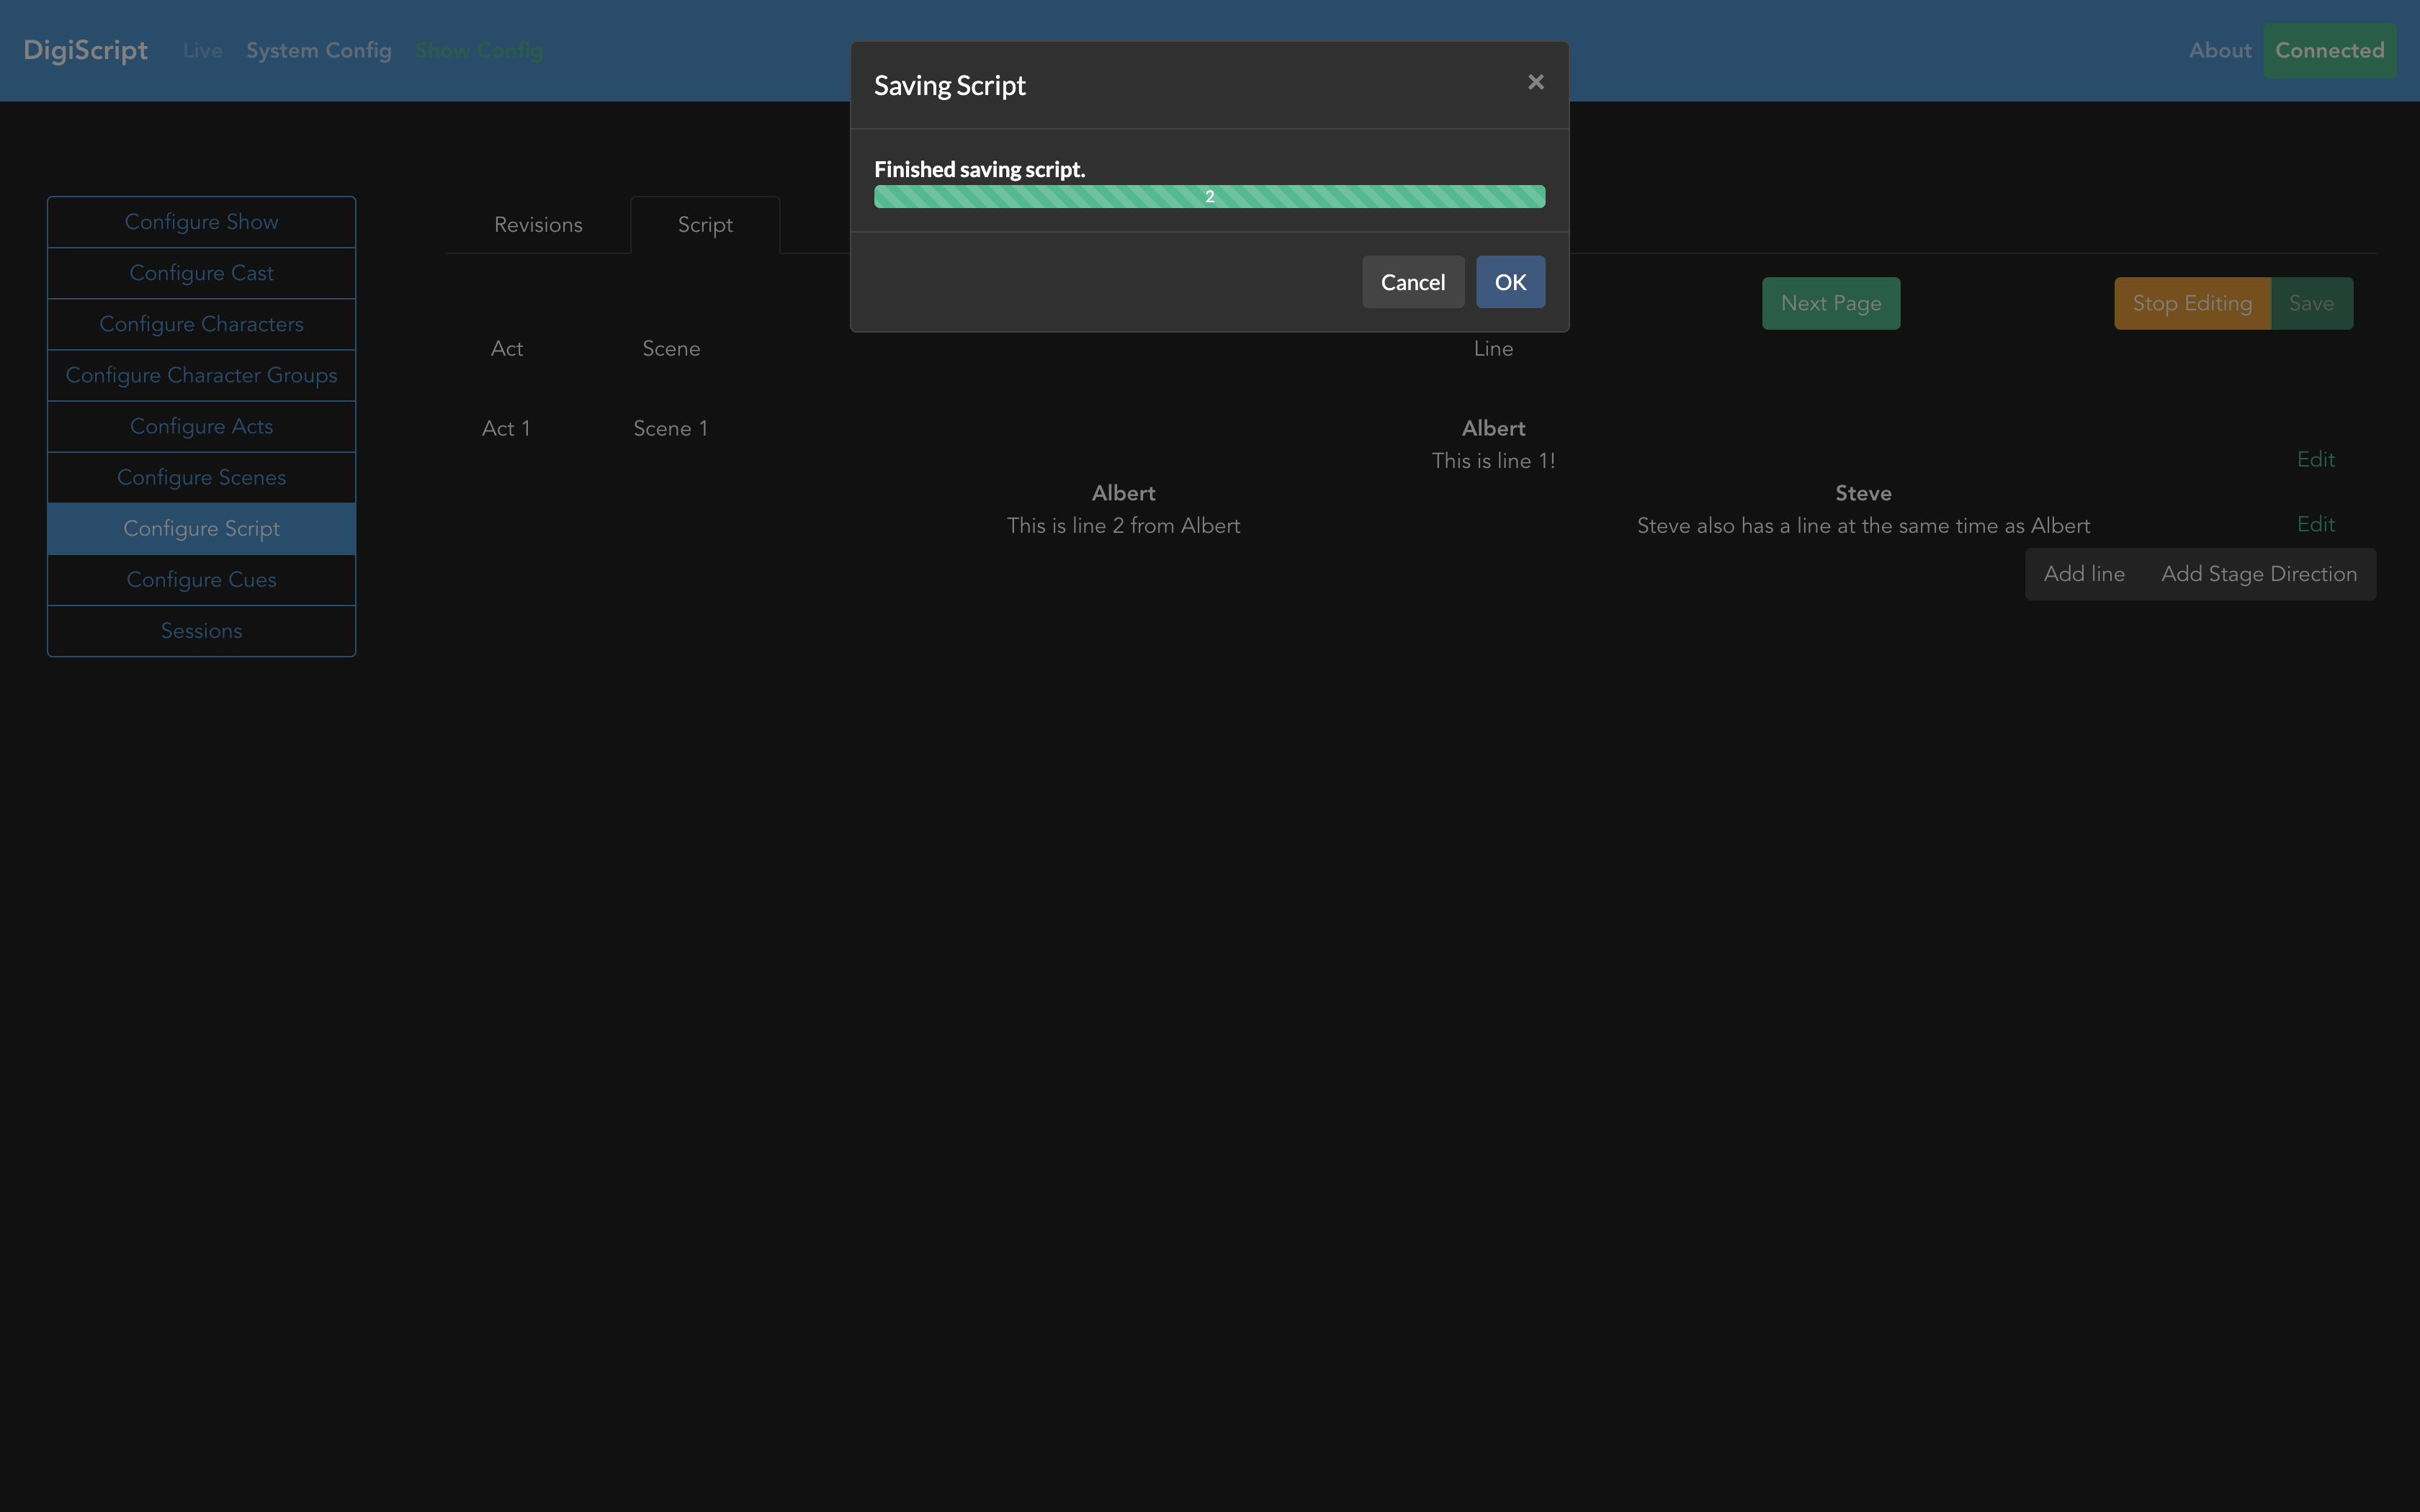 DigiScript Live System Config Show Config About Connected
Saving Script ×
Finished saving script.
2
Cancel OK
Configure Show
Configure Cast
Configure Characters
Configure Character Groups
Configure Acts
Configure Scenes
Configure Script
Configure Cues
Sessions
Revisions Script
Next Page Stop Editing Save
Act Scene Line
Act 1 Scene 1 Albert
This is line 1! Edit
Albert Steve
This is line 2 from Albert Steve also has a line at the same time as Albert Edit
Add line Add Stage Direction